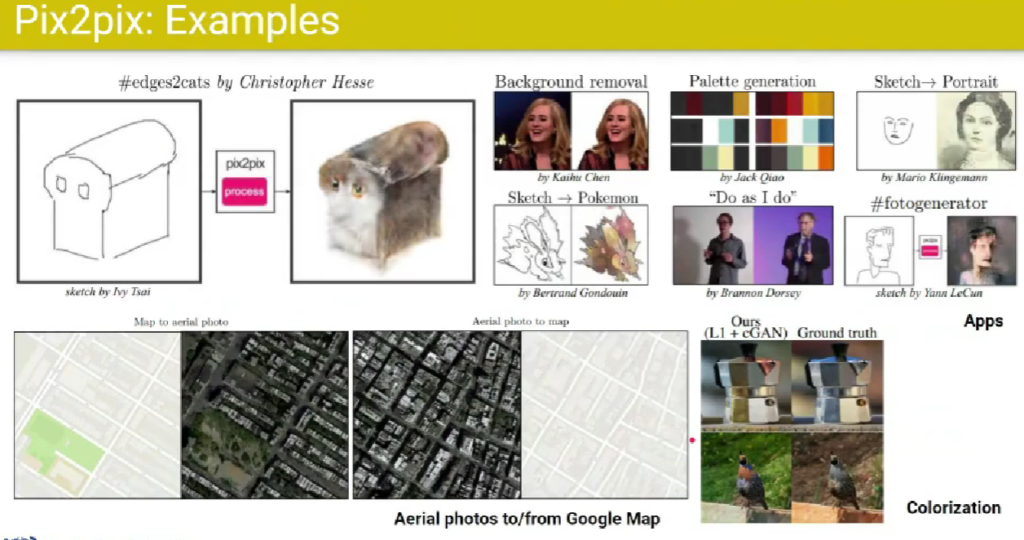 Pix2pix: Examples
#edges2cats by Christopher Hesse
pix2pix
process
sketch by Ivy Tsai
Background removal
by Kaihu Chen
Palette generation
by Jack Qiao
Sketch→ Portrait
by Mario Klingemann
Sketch → Pokemon
by Bertrand Gondouin
“Do as I do”
by Brannon Dorsey
#fotogenerator
sketch by Yann LeCun
Apps
Map to aerial photo
Aerial photo to map
Ours
(L1 + cGAN) Ground truth
Aerial photos to/from Google Map
Colorization